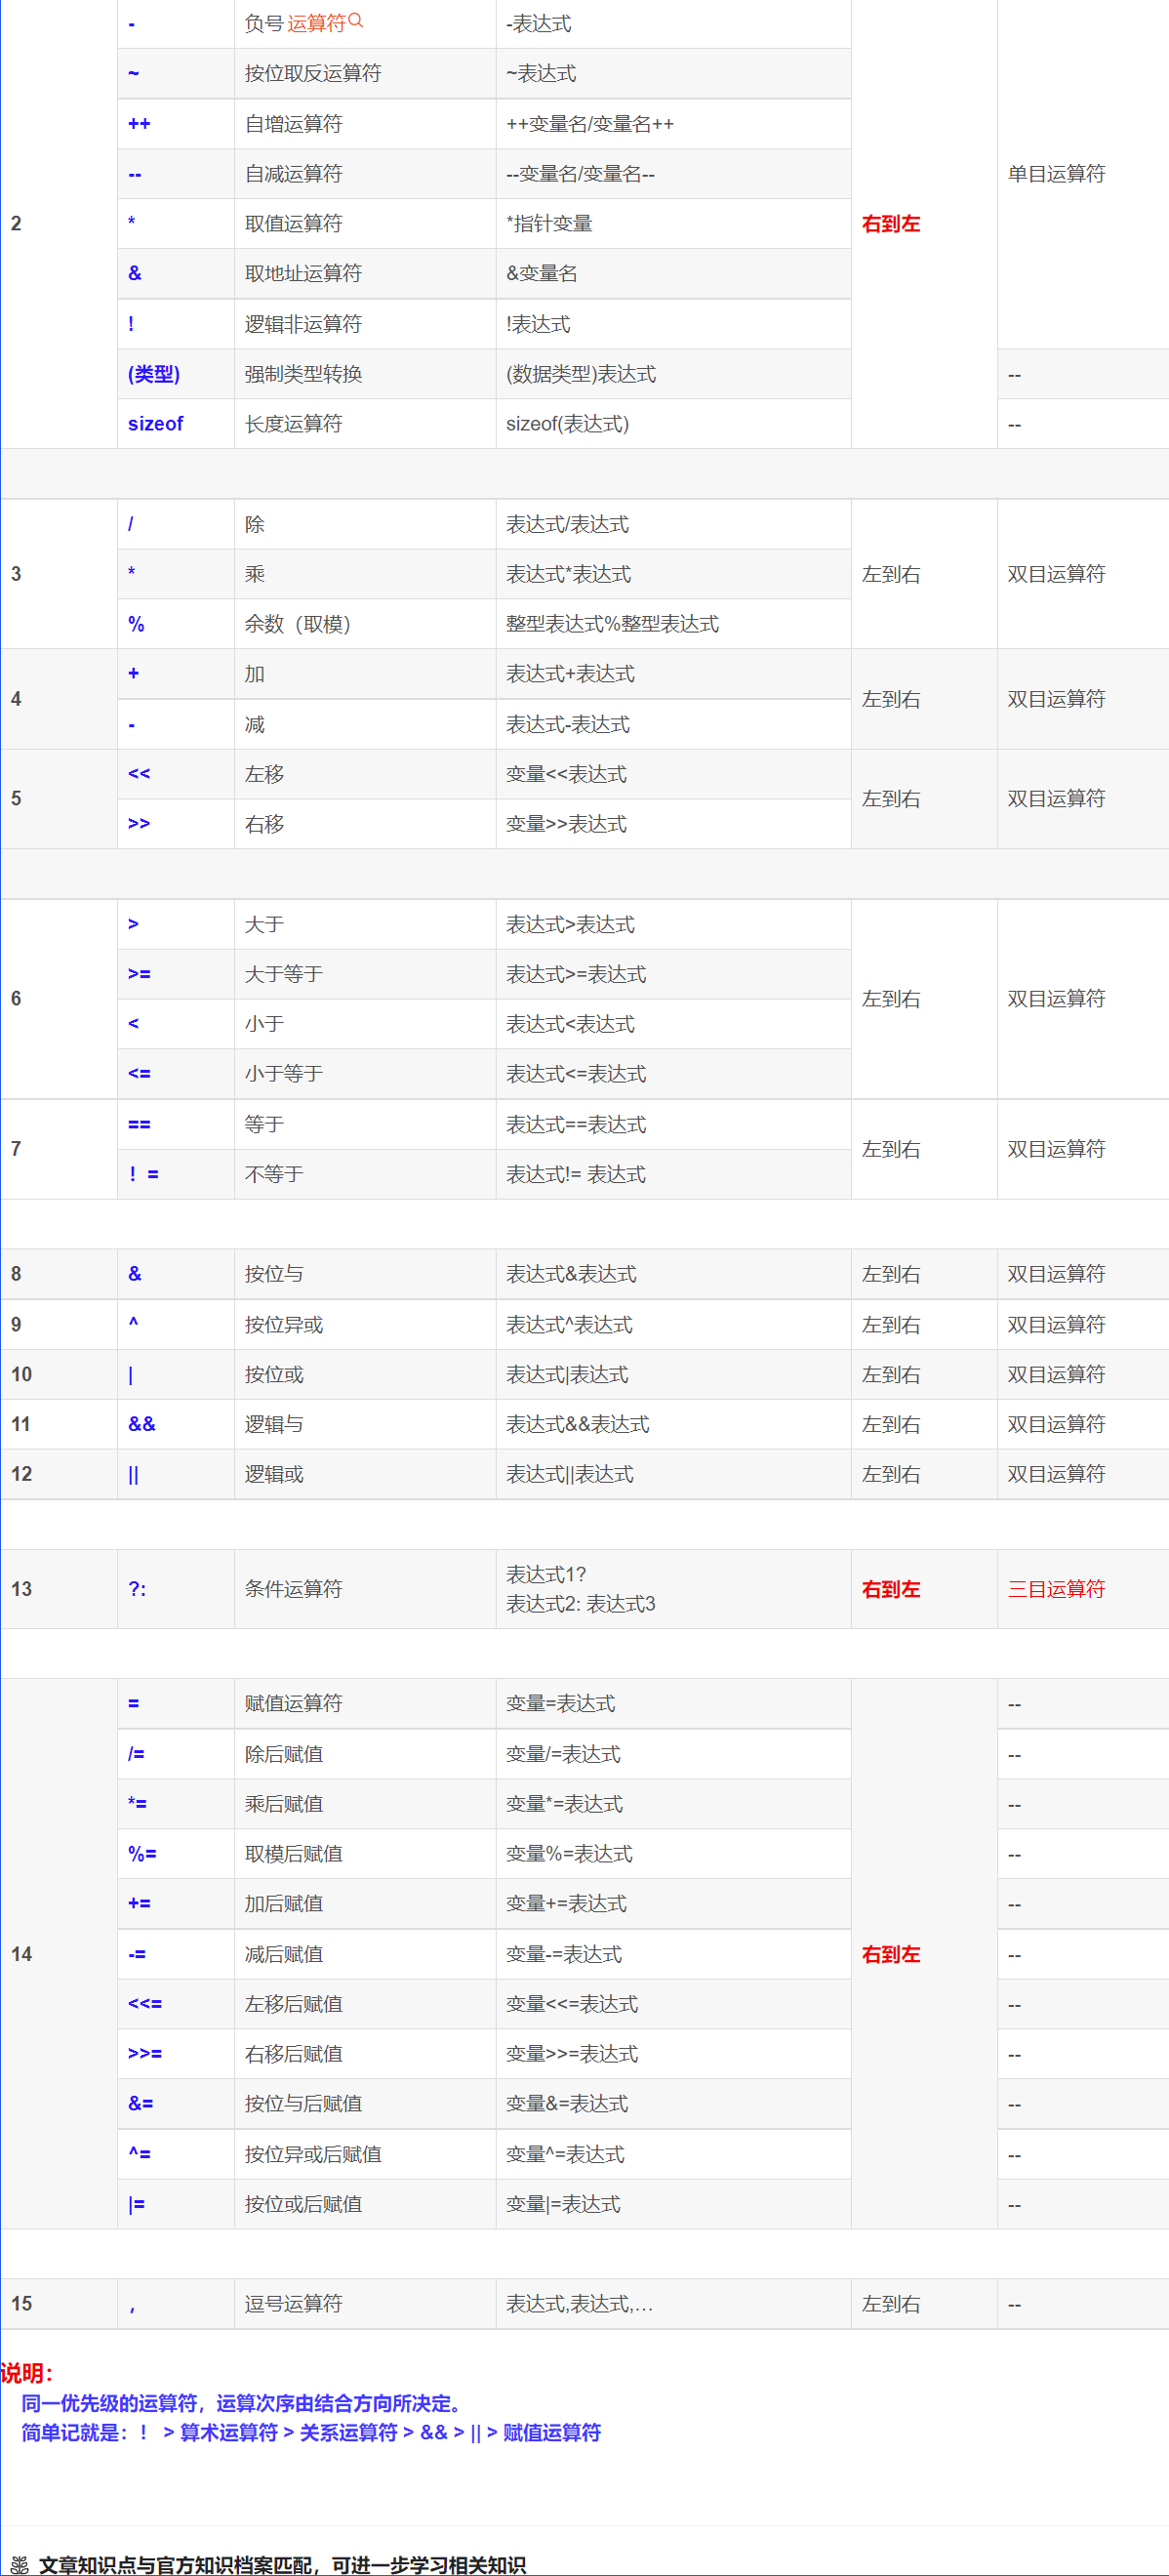 - 负号 运算符 -表达式
~ 按位取反运算符 ~表达式
++ 自增运算符 ++变量名/变量名++
-- 自减运算符 --变量名/变量名-- 单目运算符
2 * 取值运算符 *指针变量 右到左
& 取地址运算符 &变量名
! 逻辑非运算符 !表达式
(类型) 强制类型转换 (数据类型)表达式 --
sizeof 长度运算符 sizeof(表达式) --
/ 除 表达式/表达式
3 * 乘 表达式*表达式 左到右 双目运算符
% 余数（取模） 整型表达式%整型表达式
+ 加 表达式+表达式
4 左到右 双目运算符
- 减 表达式-表达式
<< 左移 变量<<表达式
5 左到右 双目运算符
>> 右移 变量>>表达式
> 大于 表达式>表达式
>= 大于等于 表达式>=表达式
6 左到右 双目运算符
< 小于 表达式<表达式
<= 小于等于 表达式<=表达式
== 等于 表达式==表达式
7 左到右 双目运算符
！= 不等于 表达式!= 表达式
8 & 按位与 表达式&表达式 左到右 双目运算符
9 ^ 按位异或 表达式^表达式 左到右 双目运算符
10 | 按位或 表达式|表达式 左到右 双目运算符
11 && 逻辑与 表达式&&表达式 左到右 双目运算符
12 || 逻辑或 表达式||表达式 左到右 双目运算符
表达式1?
13 ?: 条件运算符 右到左 三目运算符
表达式2: 表达式3
= 赋值运算符 变量=表达式 --
/= 除后赋值 变量/=表达式 --
*= 乘后赋值 变量*=表达式 --
%= 取模后赋值 变量%=表达式 --
+= 加后赋值 变量+=表达式 --
14 -= 减后赋值 变量-=表达式 右到左 --
<<= 左移后赋值 变量<<=表达式 --
>>= 右移后赋值 变量>>=表达式 --
&= 按位与后赋值 变量&=表达式 --
^= 按位异或后赋值 变量^=表达式 --
|= 按位或后赋值 变量|=表达式 --
15 , 逗号运算符 表达式,表达式,… 左到右 --
说明：
同一优先级的运算符，运算次序由结合方向所决定。
简单记就是：！ > 算术运算符 > 关系运算符 > && > || > 赋值运算符
文章知识点与官方知识档案匹配，可进一步学习相关知识